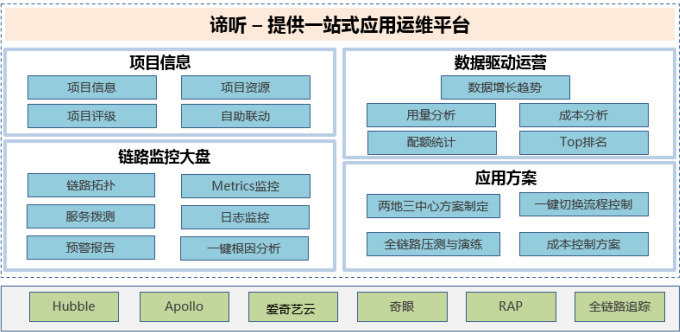 谛听 – 提供一站式应用运维平台
项目信息
项目信息 项目资源
项目评级 自助联动
链路监控大盘
链路拓扑 Metrics监控
服务拨测 日志监控
预警报告 一键根因分析
数据驱动运营
数据增长趋势
用量分析 成本分析
配额统计 Top排名
应用方案
两地三中心方案制定 一键切换流程控制
全链路压测与演练 成本控制方案
Hubble Apollo 爱奇艺云 奇眼 RAP 全链路追踪